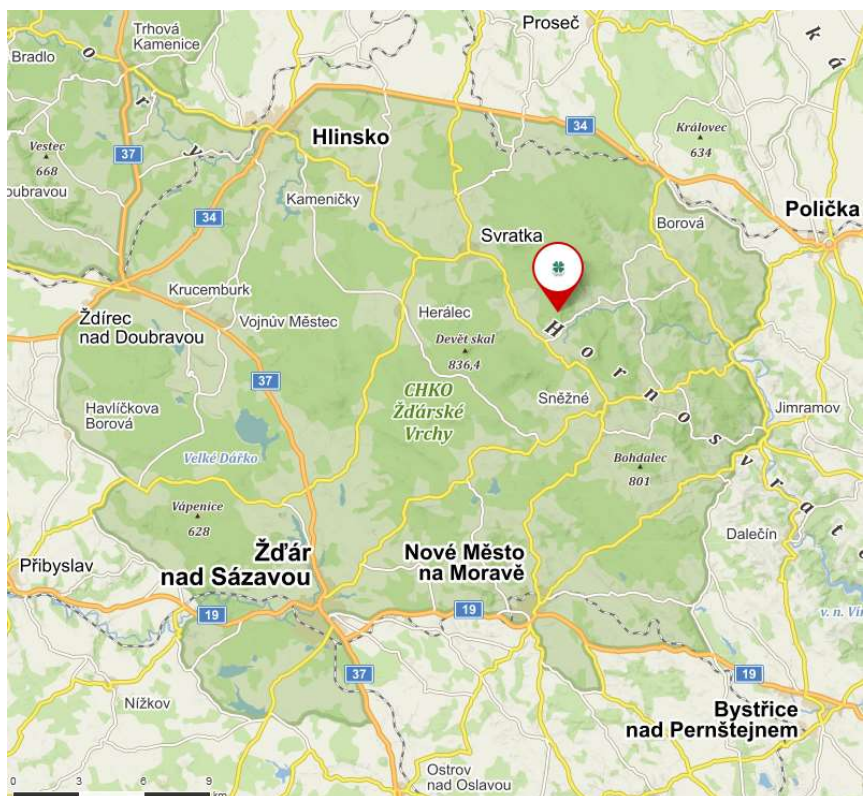 Trhová
Kamenice
Proseč
Bradlo
o
r
y
k
á
34
Královec
634
Vestec
668
37
Hlinsko
Doubravou
Kameničky
34
Polička
Borová
Svratka
Krucemburk
Ždírec
nad Doubravou
Vojnův Městec
Herálec
Devět skal
836,4
H o r n o s v r a t
37
CHKO
Žďárské
Vrchy
Sněžné
Havlíčkova
Borová
Jimramov
Velké Dářko
Bohdalec
801
Vápenice
628
Dalečín
Žďár
nad Sázavou
Nové Město
na Moravě
Přibyslav
19
19
37
19
Nížkov
Bystřice
nad Pernštejnem
Ostrov
nad Oslavou
0 3 6 9
km